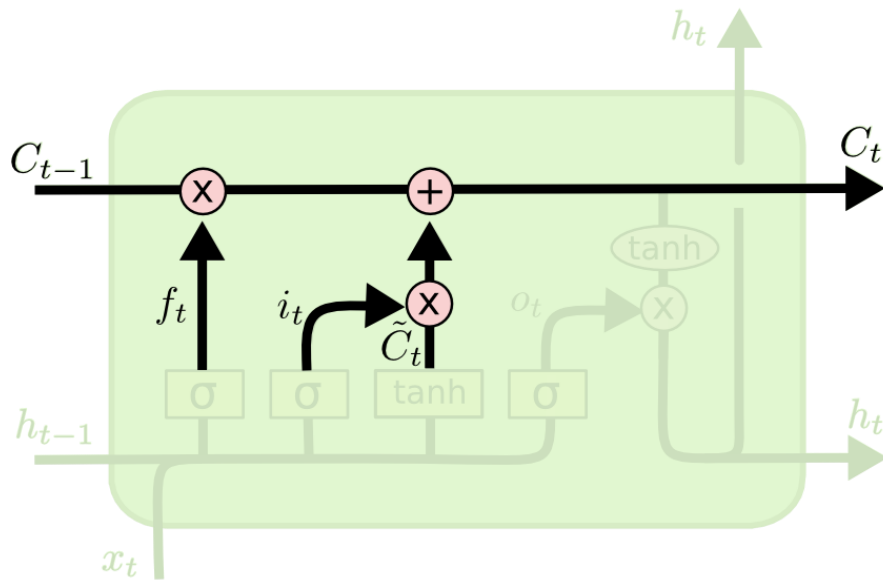 h_t
C_{t-1}
C_t
x
+
tanh
f_t
i_t
x
o_t
x
C̃_t
σ
σ
tanh
σ
h_{t-1}
h_t
x_t